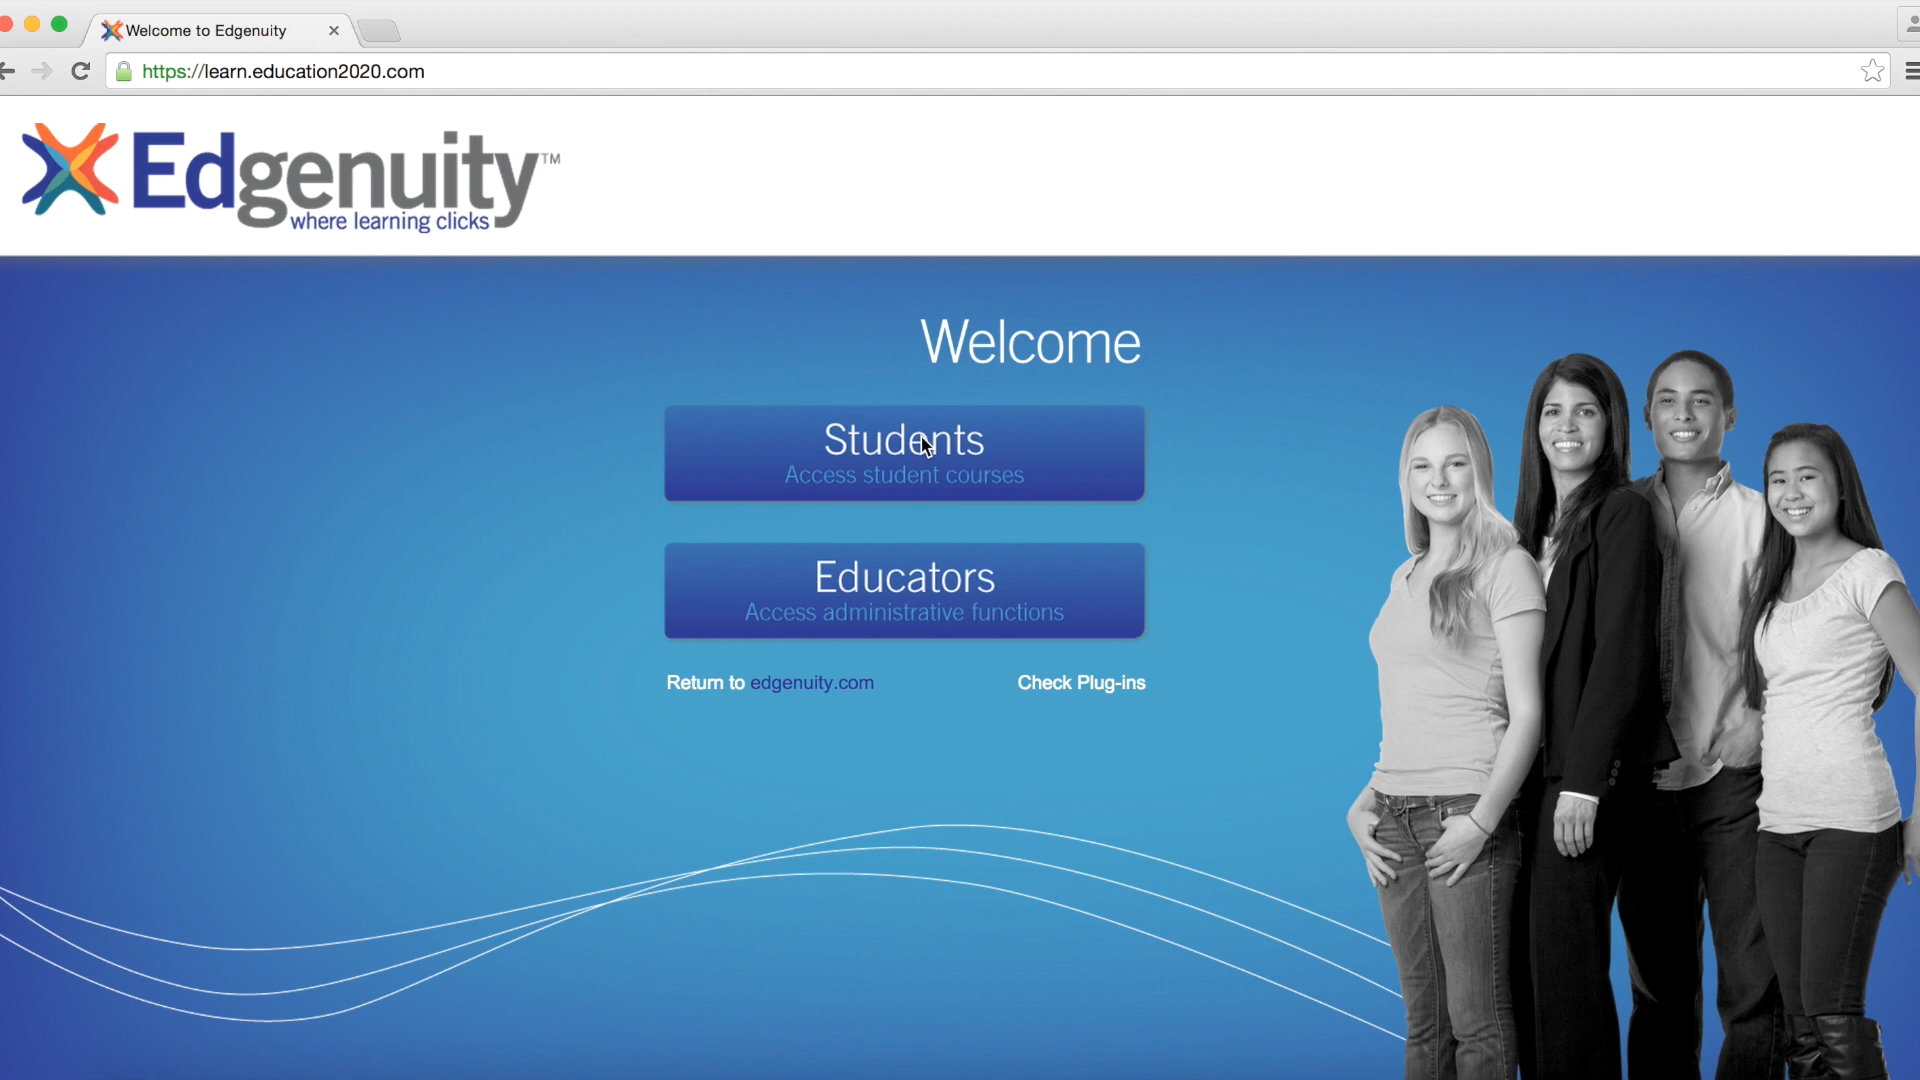 Welcome to Edgenuity
https://learn.education2020.com
Edgenuity™
where learning clicks
Welcome
Students
Access student courses
Educators
Access administrative functions
Return to edgenuity.com
Check Plug-ins